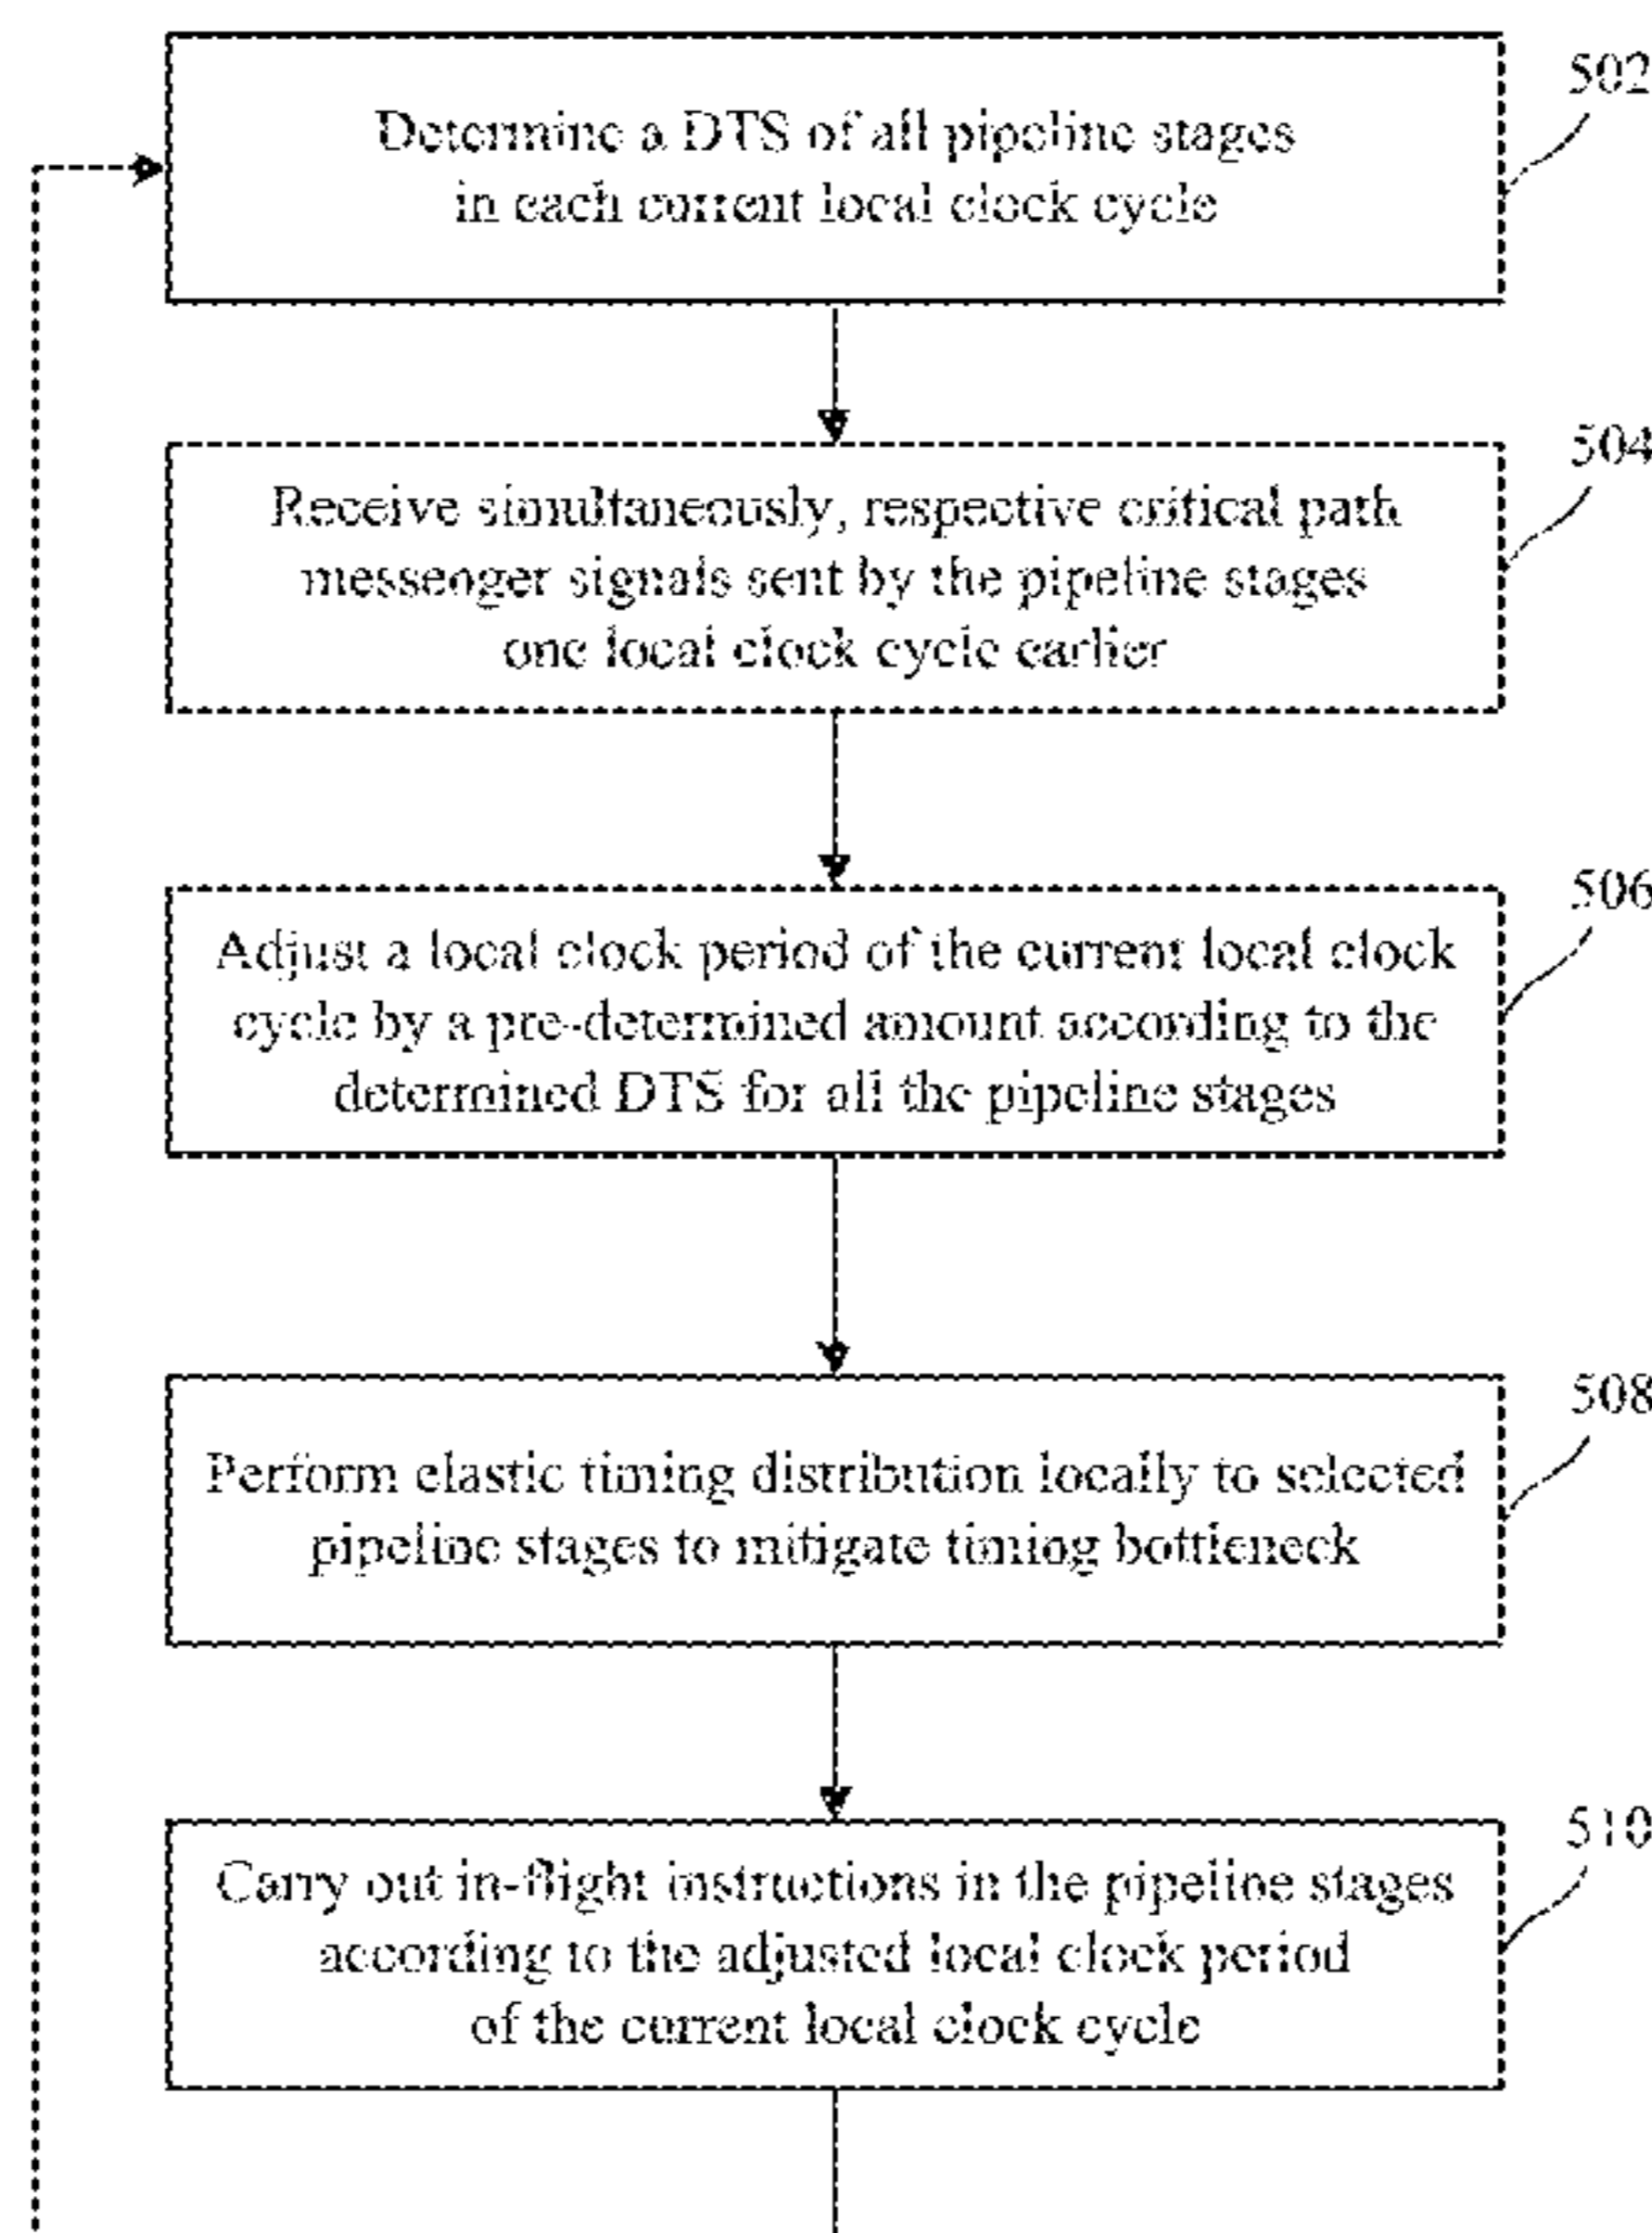 502
Determine a DTS of all pipeline stages
in each current local clock cycle
504
Receive simultaneously, respective critical path
messenger signals sent by the pipeline stages
one local clock cycle earlier
506
Adjust a local clock period of the current local clock
cycle by a pre-determined amount according to the
determined DTS for all the pipeline stages
508
Perform elastic timing distribution locally to selected
pipeline stages to mitigate timing bottleneck
510
Carry out in-flight instructions in the pipeline stages
according to the adjusted local clock period
of the current local clock cycle